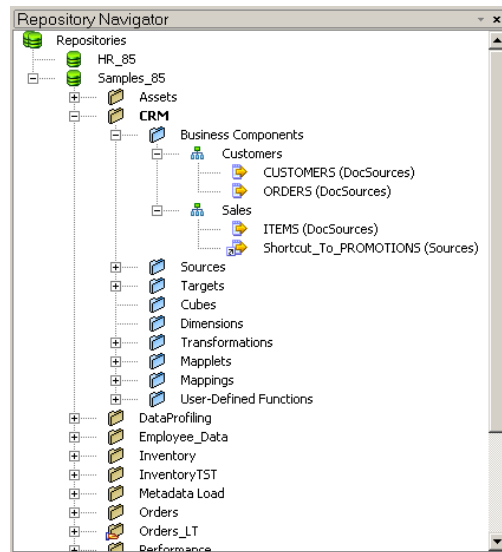 Repository Navigator
Repositories
HR_85
Samples_85
Assets
CRM
Business Components
Customers
CUSTOMERS (DocSources)
ORDERS (DocSources)
Sales
ITEMS (DocSources)
Shortcut_To_PROMOTIONS (Sources)
Sources
Targets
Cubes
Dimensions
Transformations
Mapplets
Mappings
User-Defined Functions
DataProfiling
Employee_Data
Inventory
InventoryTST
Metadata Load
Orders
Orders_LT
Performance